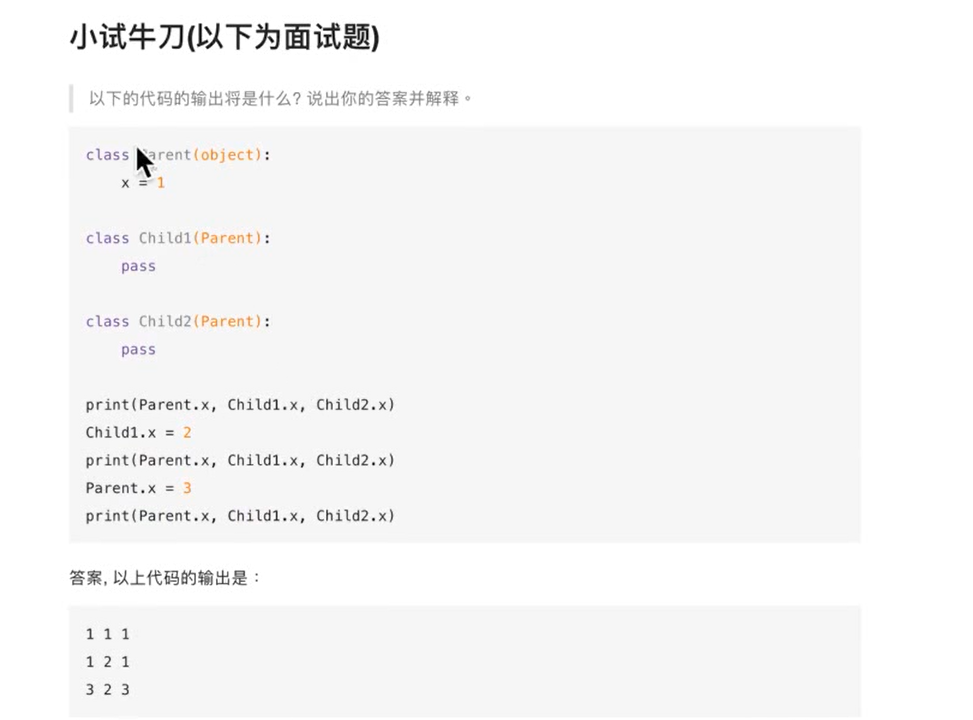 小试牛刀(以下为面试题)
以下的代码的输出将是什么? 说出你的答案并解释。
class Parent(object):
    x = 1
class Child1(Parent):
    pass
class Child2(Parent):
    pass
print(Parent.x, Child1.x, Child2.x)
Child1.x = 2
print(Parent.x, Child1.x, Child2.x)
Parent.x = 3
print(Parent.x, Child1.x, Child2.x)
答案, 以上代码的输出是：
1 1 1
1 2 1
3 2 3